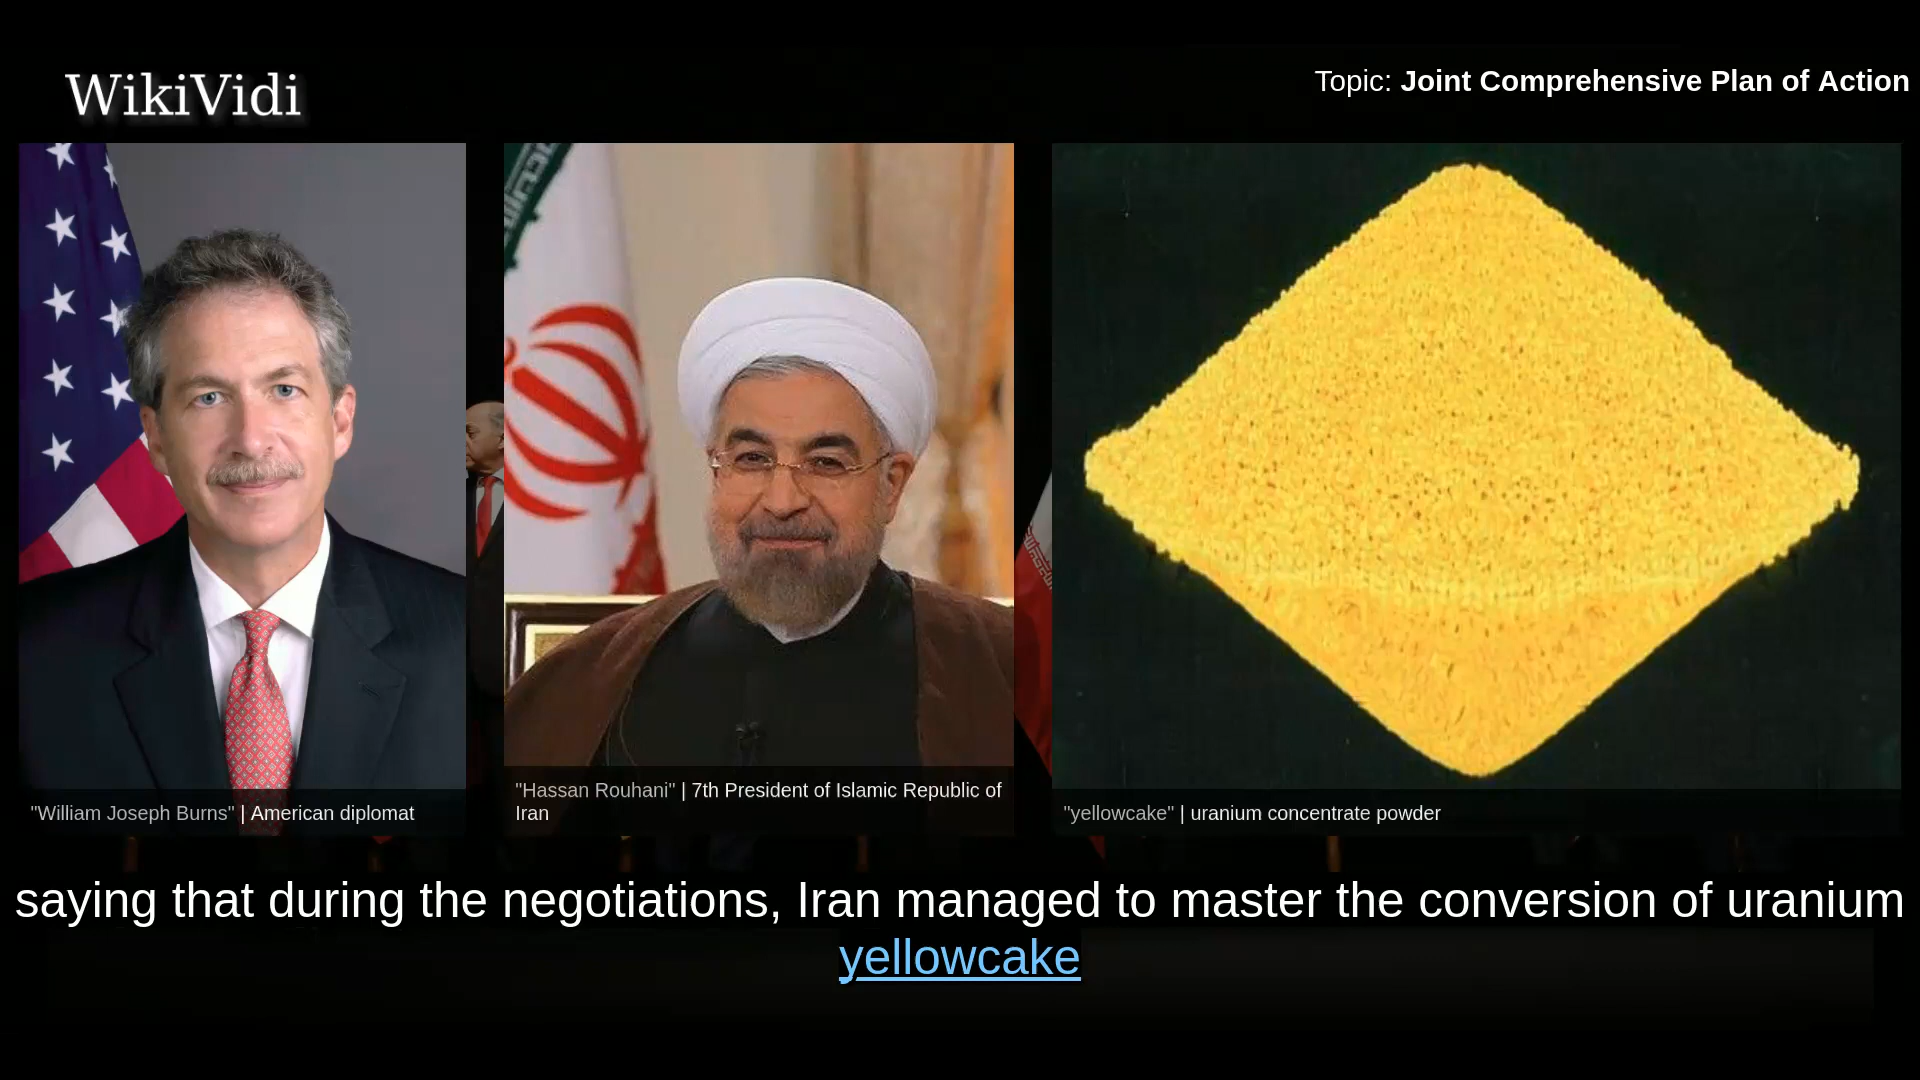 WikiVidi
Topic: Joint Comprehensive Plan of Action
"William Joseph Burns" | American diplomat
"Hassan Rouhani" | 7th President of Islamic Republic of
Iran
"yellowcake" | uranium concentrate powder
saying that during the negotiations, Iran managed to master the conversion of uranium
yellowcake